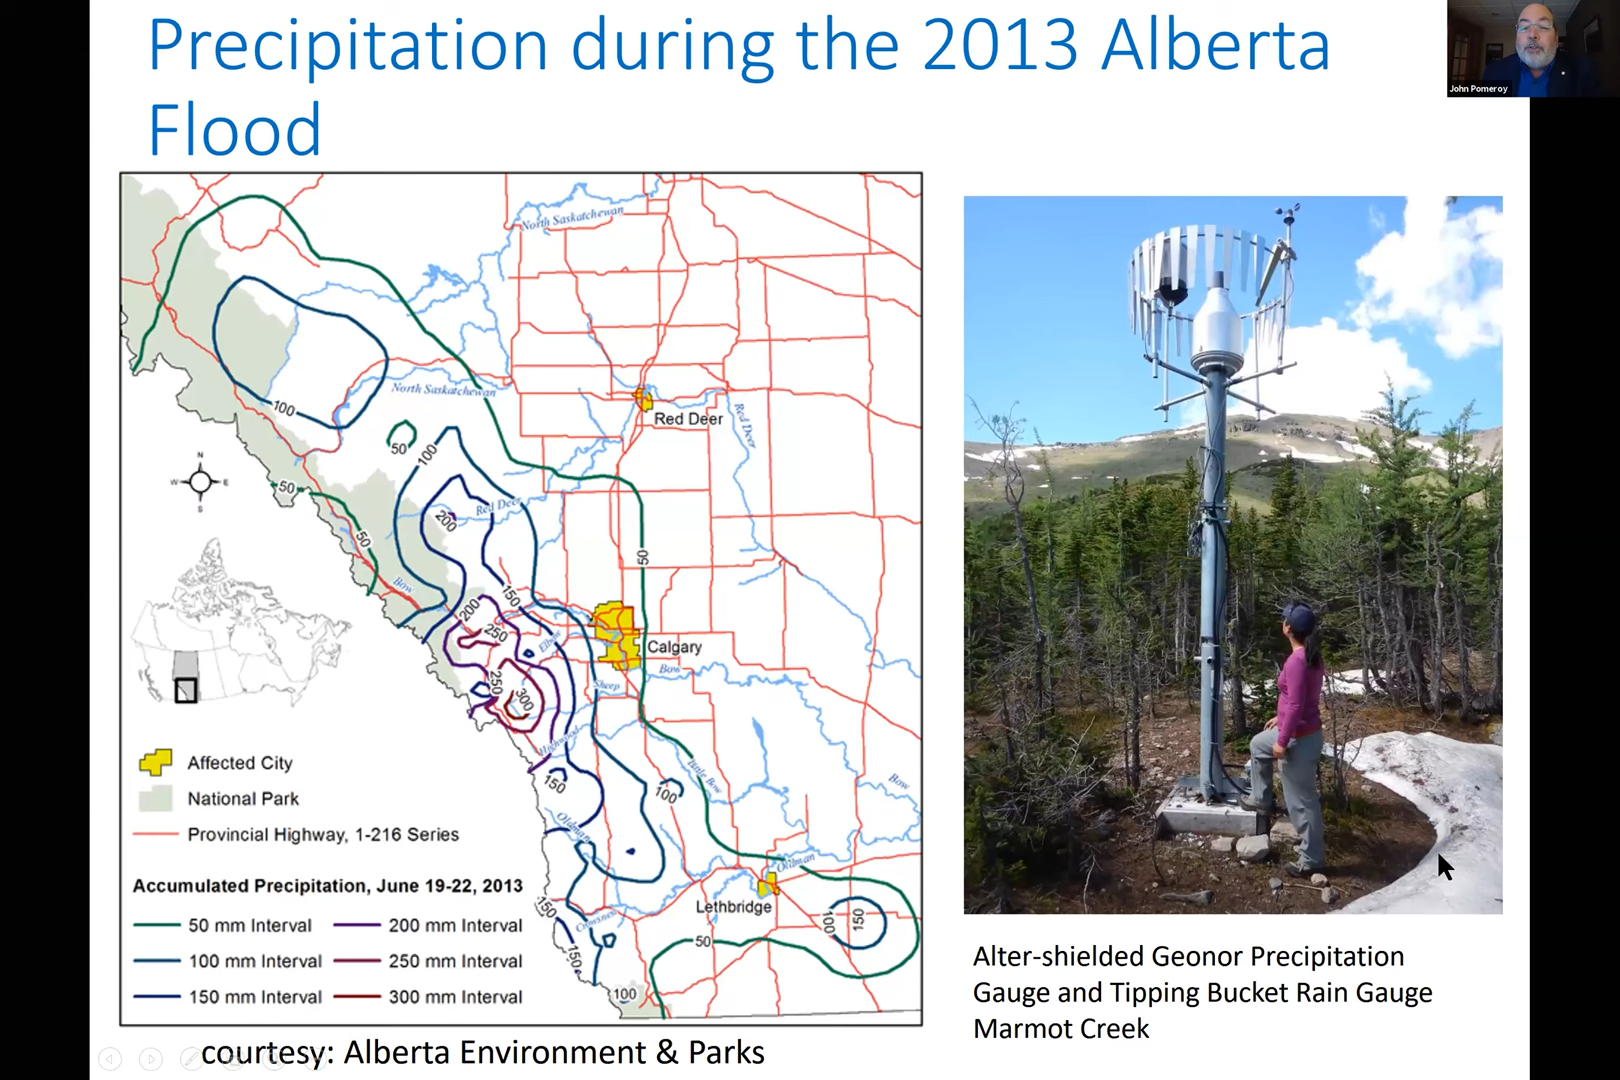 Precipitation during the 2013 Alberta
Flood
John Pomeroy
North Saskatchewan
100
North Saskatchewan
Red Deer
Red Deer
50
100
N
W E
S
50
200
Red Deer
50
50
Bow
200
150
250
Elbow
Calgary
Bow
Sheep
250
300
Highwood
150
100
Little Bow
Bow
Oldman
Oldman
Lethbridge
150
Crowsnest
100
150
50
150
100
Affected City
National Park
Provincial Highway, 1-216 Series
Accumulated Precipitation, June 19-22, 2013
50 mm Interval
200 mm Interval
100 mm Interval
250 mm Interval
150 mm Interval
300 mm Interval
courtesy: Alberta Environment & Parks
Alter-shielded Geonor Precipitation
Gauge and Tipping Bucket Rain Gauge
Marmot Creek